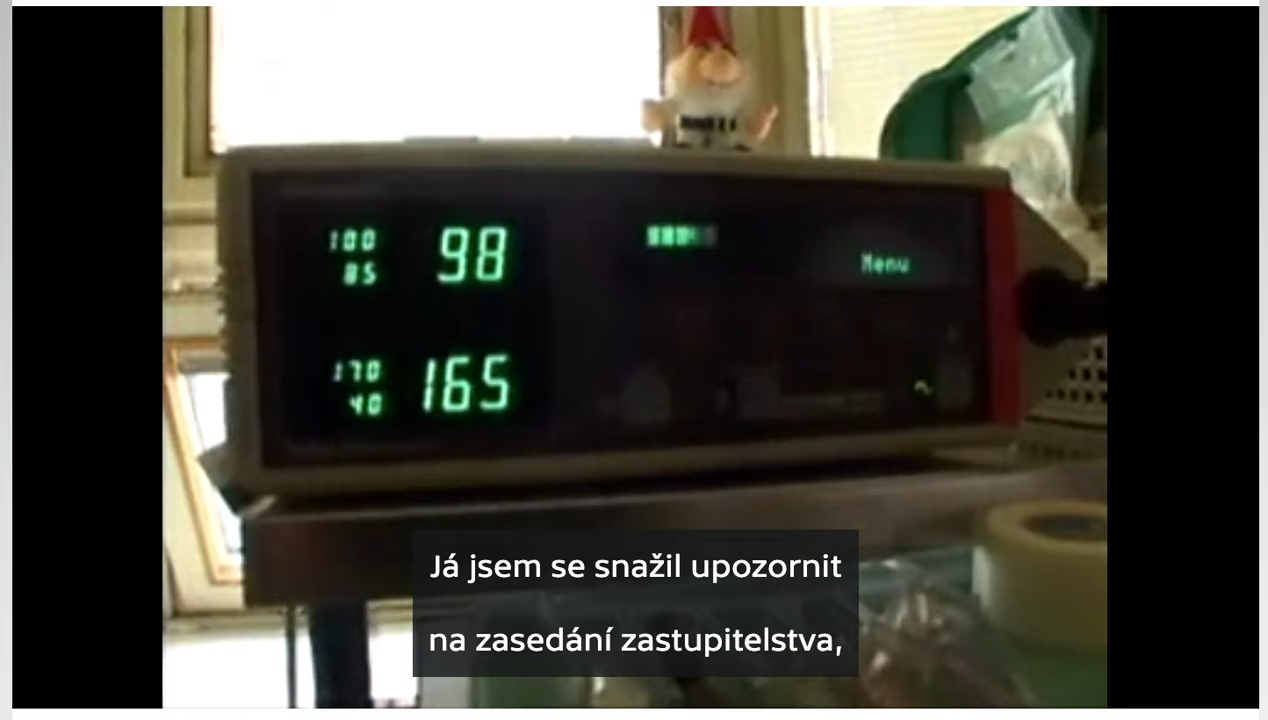 100 98
85
Menu
170 165
40
Já jsem se snažil upozornit
na zasedání zastupitelstva,